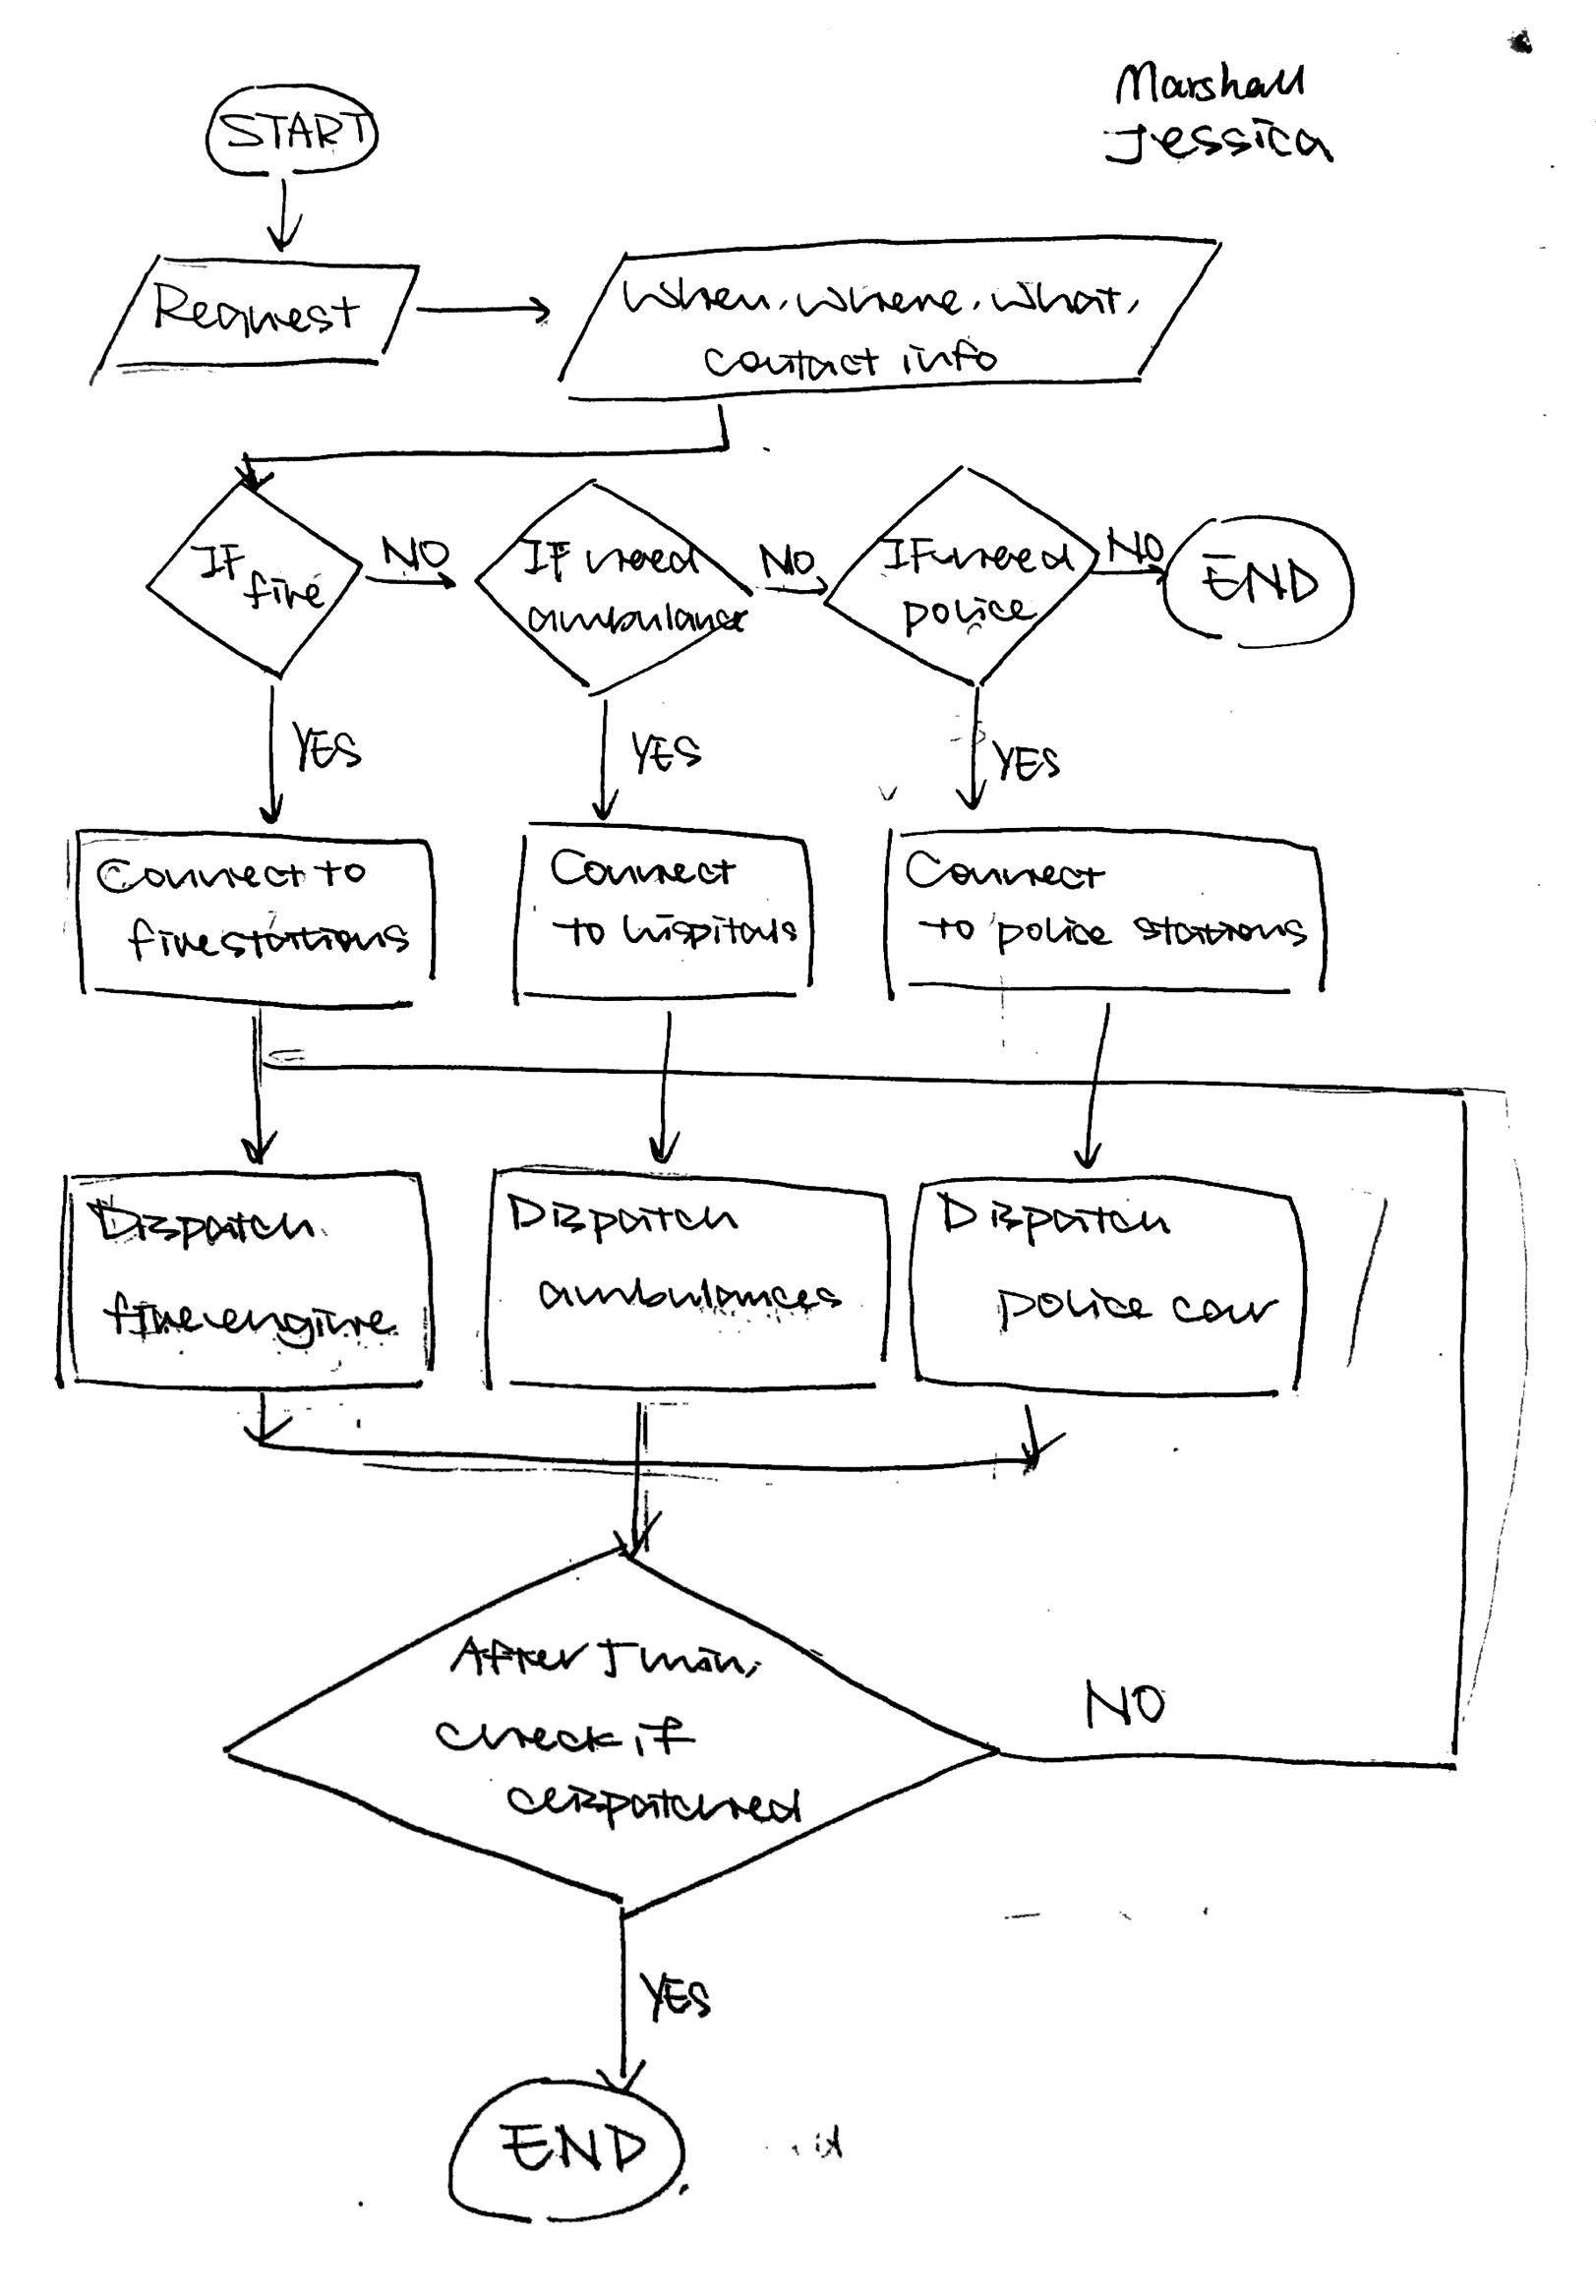 Marshall
Jessica
START
Request
When, where, what,
contact info
IF
fire
NO
IF need
ambulance
NO
IF need
police
NO
END
YES
YES
YES
Connect to
fire stations
Connect
to hispitals
Connect
to police stations
Dispatch
fire engine
Dispatch
ambulances
Dispatch
police car
After 5 min,
check if
dispatched
NO
YES
END